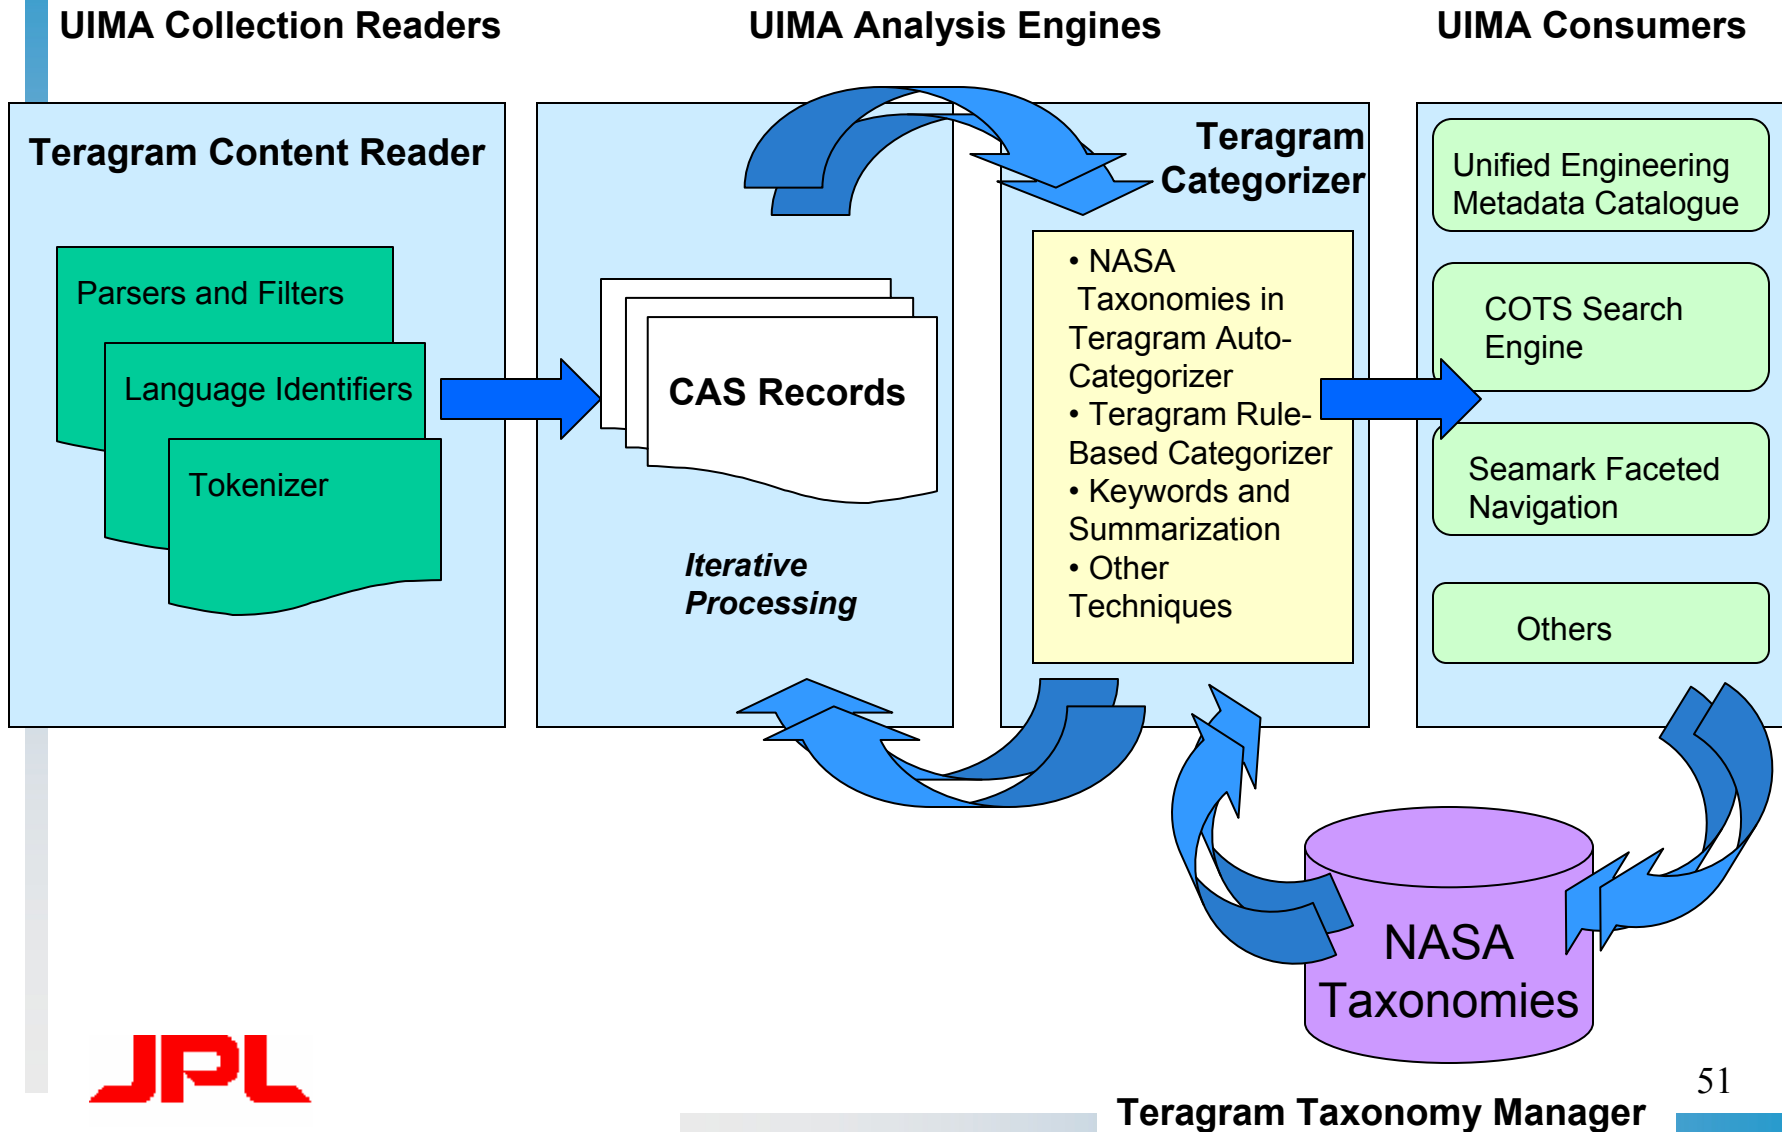 UIMA Collection Readers
UIMA Analysis Engines
UIMA Consumers
Teragram Content Reader
Parsers and Filters
Language Identifiers
Tokenizer
CAS Records
Iterative
Processing
Teragram
Categorizer
• NASA
Taxonomies in
Teragram Auto-
Categorizer
• Teragram Rule-
Based Categorizer
• Keywords and
Summarization
• Other
Techniques
Unified Engineering
Metadata Catalogue
COTS Search
Engine
Seamark Faceted
Navigation
Others
NASA
Taxonomies
JPL
51
Teragram Taxonomy Manager